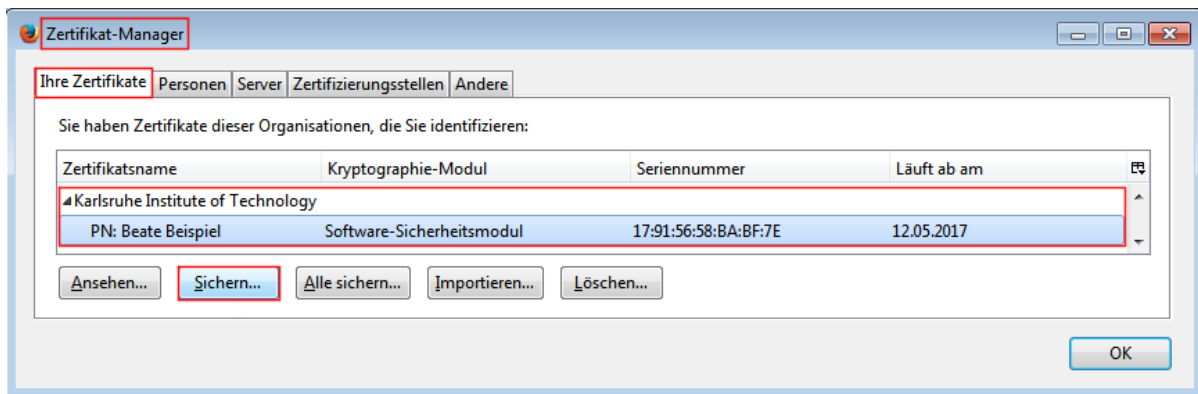 Zertifikat-Manager
Ihre Zertifikate Personen Server Zertifizierungsstellen Andere
Sie haben Zertifikate dieser Organisationen, die Sie identifizieren:
Zertifikatsname Kryptographie-Modul Seriennummer Läuft ab am
Karlsruhe Institute of Technology
PN: Beate Beispiel Software-Sicherheitsmodul 17:91:56:58:BA:BF:7E 12.05.2017
Ansehen... Sichern... Alle sichern... Importieren... Löschen...
OK